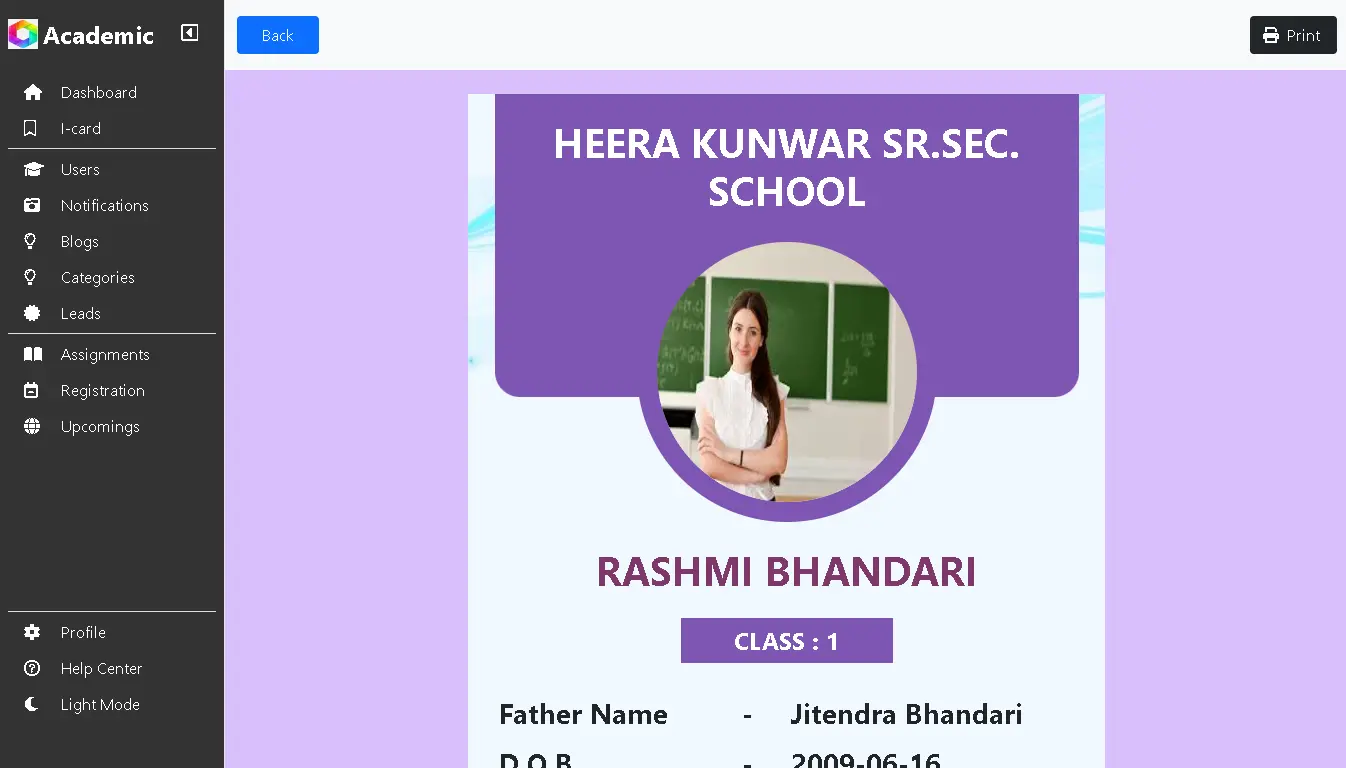 Academic
Back
Print
Dashboard
I-card
Users
Notifications
Blogs
Categories
Leads
Assignments
Registration
Upcomings
Profile
Help Center
Light Mode
HEERA KUNWAR SR.SEC.
SCHOOL
RASHMI BHANDARI
CLASS : 1
Father Name - Jitendra Bhandari
D.O.B - 2009-06-16